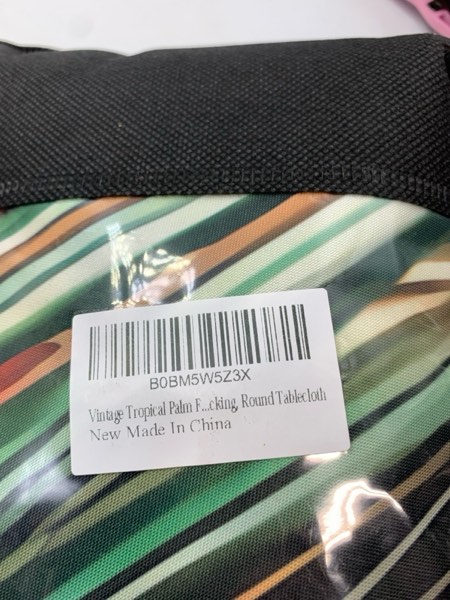 B0BM5W5Z3X
Vintage Tropical Palm F...cking, Round Tablecloth
New Made In China